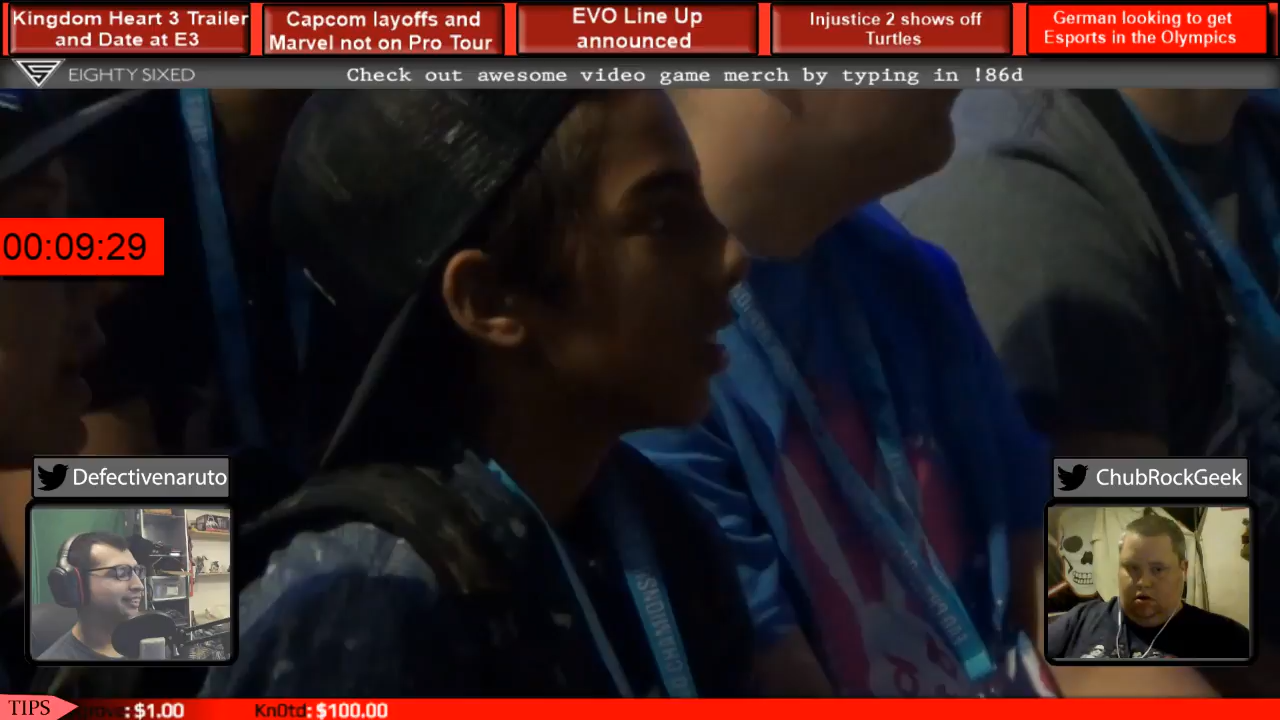 Kingdom Heart 3 Trailer
and Date at E3
Capcom layoffs and
Marvel not on Pro Tour
EVO Line Up
announced
Injustice 2 shows off
Turtles
German looking to get
Esports in the Olympics
EIGHTY SIXED
Check out awesome video game merch by typing in !86d
00:09:29
Defectivenaruto
ChubRockGeek
CHAMPIONS
TIPS
: $1.00
Kn0td: $100.00